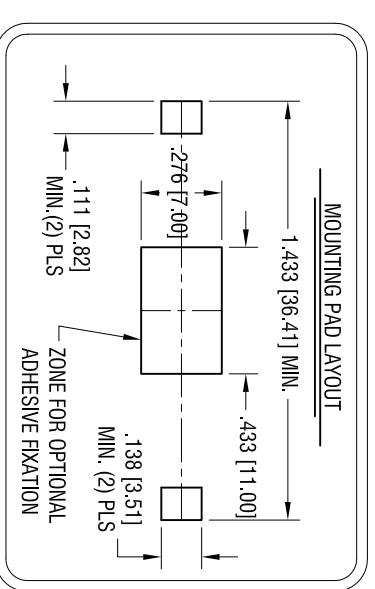 MOUNTING PAD LAYOUT
1.433 [36.41] MIN.
.433 [11.00]
.276 [7.00]
.138 [3.51]
MIN. (2) PLS
.111 [2.82]
MIN.(2) PLS
ZONE FOR OPTIONAL
ADHESIVE FIXATION